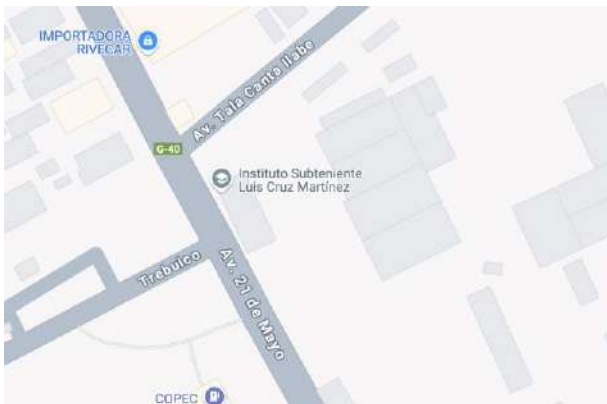 IMPORTADORA
RIVECAR
Av. Tala Canta Ilabe
G-40
Instituto Subteniente
Luis Cruz Martínez
Trebulco
Av. 21 de Mayo
COPEC